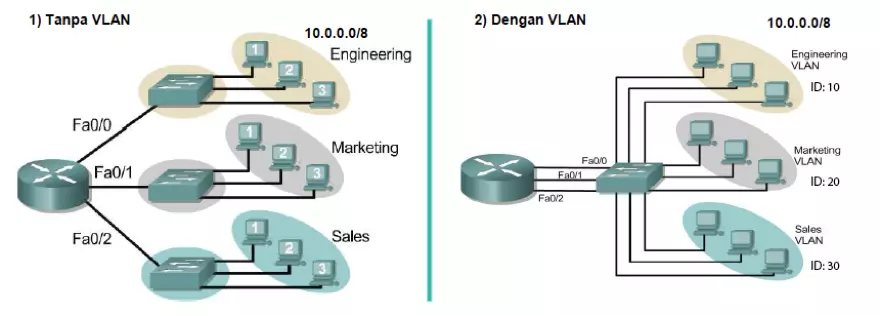 1) Tanpa VLAN
10.0.0.0/8
Engineering
1
2
3
Fa0/0
Marketing
1
2
3
Fa0/1
Sales
1
2
3
Fa0/2
2) Dengan VLAN
10.0.0.0/8
Engineering
VLAN
ID: 10
Marketing
VLAN
ID: 20
Fa0/0
Fa0/1
Fa0/2
Sales
VLAN
ID: 30